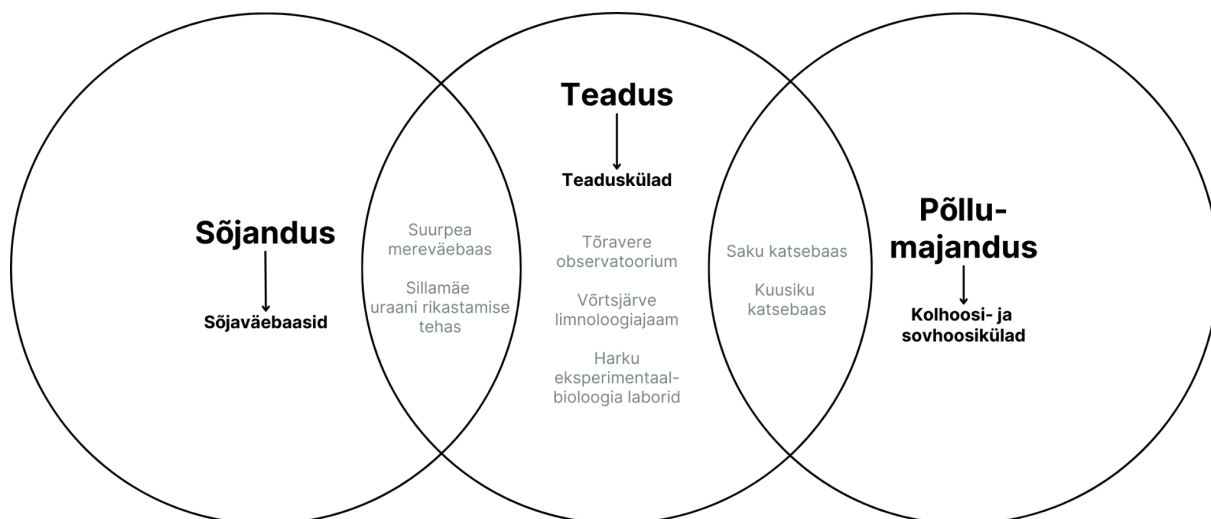 Sõjandus
Sõjaväebaasid
Suurpea
mereväebaas
Sillamäe
uraani rikastamise
tehas
Teadus
Teaduskülad
Tõravere
observatoorium
Võrtsjärve
limnoloogiajaam
Harku
eksperimentaal-
bioloogia laborid
Saku katsebaas
Kuusiku
katsebaas
Põllu-
majandus
Kolhoosi- ja
sovhoosikülad